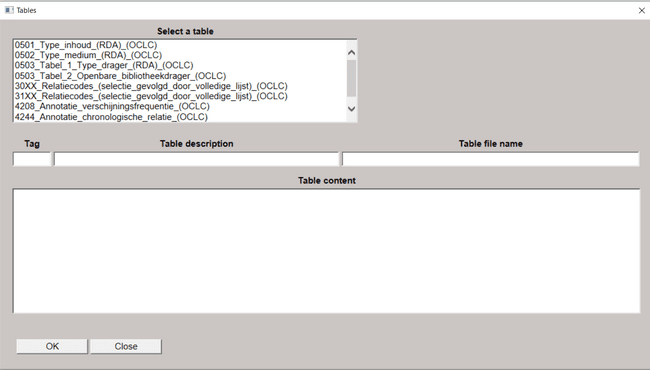 Tables
Select a table
0501_Type_inhoud_(RDA)_(OCLC)
0502_Type_medium_(RDA)_(OCLC)
0503_Tabel_1_Type_drager_(RDA)_(OCLC)
0503_Tabel_2_Openbare_bibliotheekdrager_(OCLC)
30XX_Relatiecodes_(selectie_gevolgd_door_volledige_lijst)_(OCLC)
31XX_Relatiecodes_(selectie_gevolgd_door_volledige_lijst)_(OCLC)
4208_Annotatie_verschijningsfrequentie_(OCLC)
4244_Annotatie_chronologische_relatie_(OCLC)
Tag Table description Table file name
Table content
OK Close